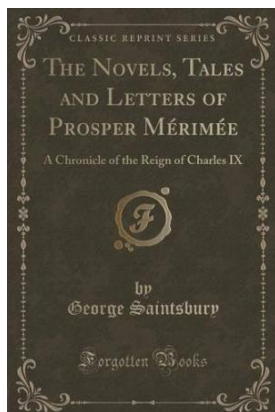 CLASSIC REPRINT SERIES
THE NOVELS, TALES
AND LETTERS OF
PROSPER MÉRIMÉE
A Chronicle of the Reign of Charles IX
F
by
George Saintsbury
Forgotten Books